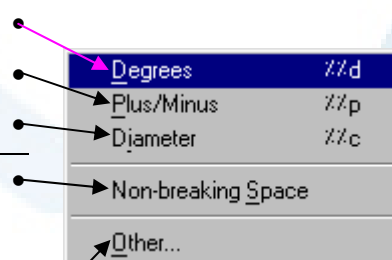 Degrees %%d
Plus/Minus %%p
Diameter %%c
Non-breaking Space
Other...